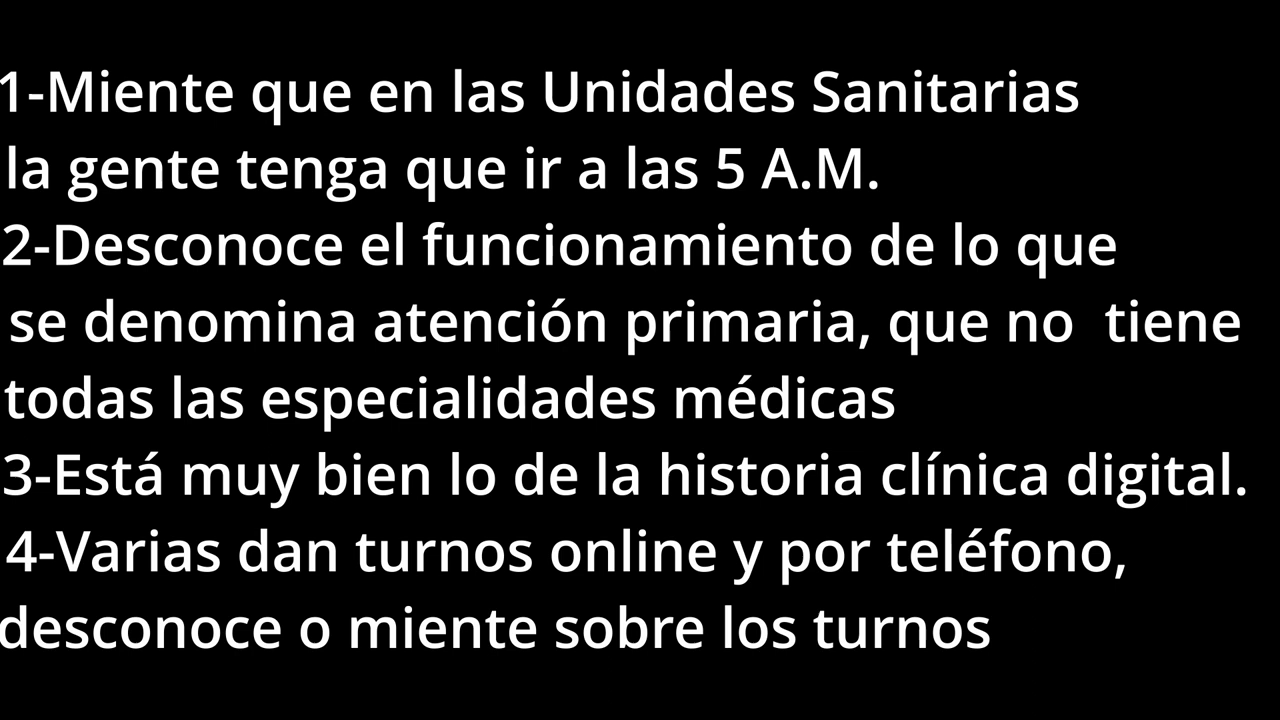 1-Miente que en las Unidades Sanitarias
la gente tenga que ir a las 5 A.M.
2-Desconoce el funcionamiento de lo que
se denomina atención primaria, que no  tiene
todas las especialidades médicas
3-Está muy bien lo de la historia clínica digital.
4-Varias dan turnos online y por teléfono,
desconoce o miente sobre los turnos